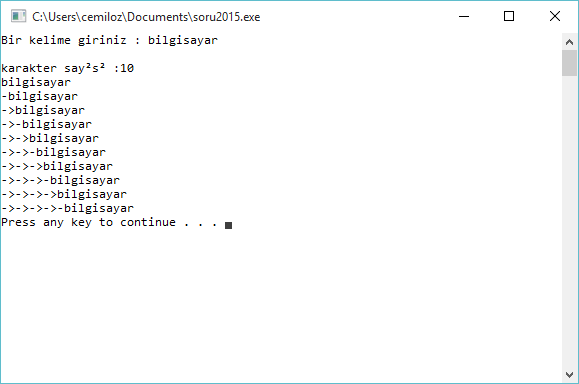 C:\Users\cemiloz\Documents\soru2015.exe
Bir kelime giriniz : bilgisayar
karakter say²s² :10
bilgisayar
-bilgisayar
->bilgisayar
->-bilgisayar
->->bilgisayar
->->-bilgisayar
->->->bilgisayar
->->->-bilgisayar
->->->->bilgisayar
->->->->-bilgisayar
Press any key to continue . . .